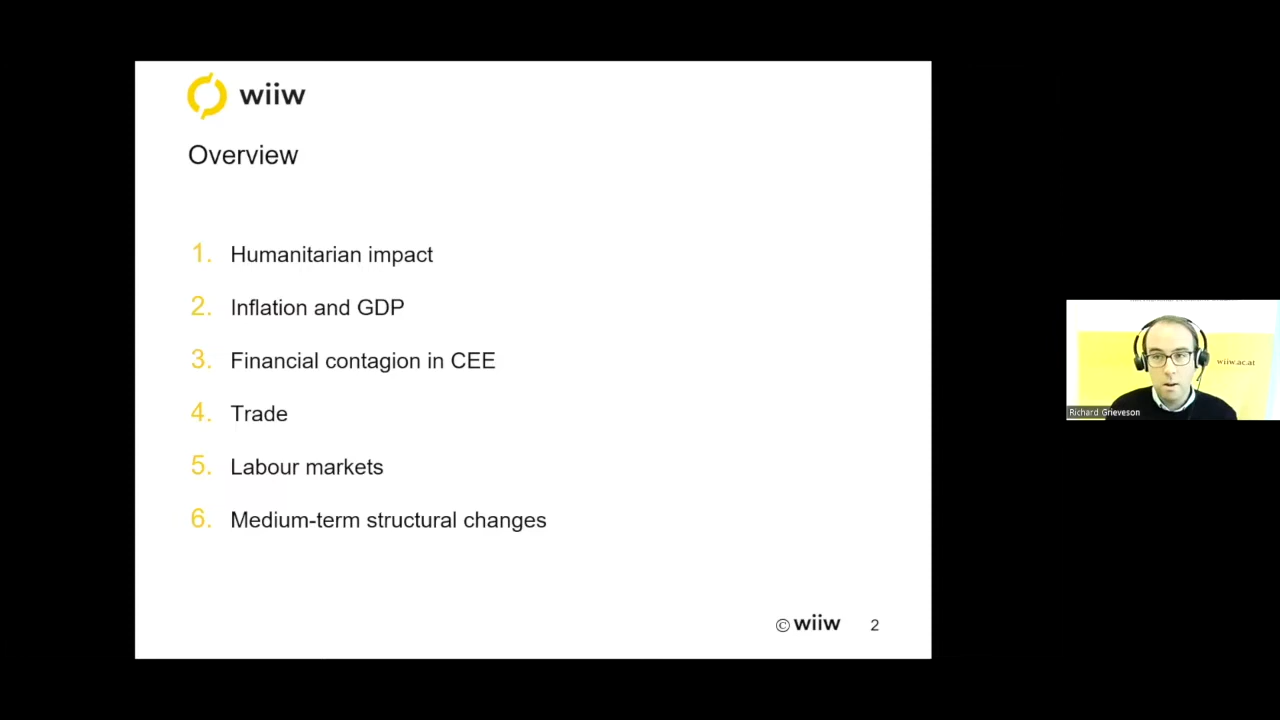 wiiw
Overview
1. Humanitarian impact
2. Inflation and GDP
3. Financial contagion in CEE
4. Trade
5. Labour markets
6. Medium-term structural changes
© wiiw 2
wiiw.ac.at
Richard Grieveson